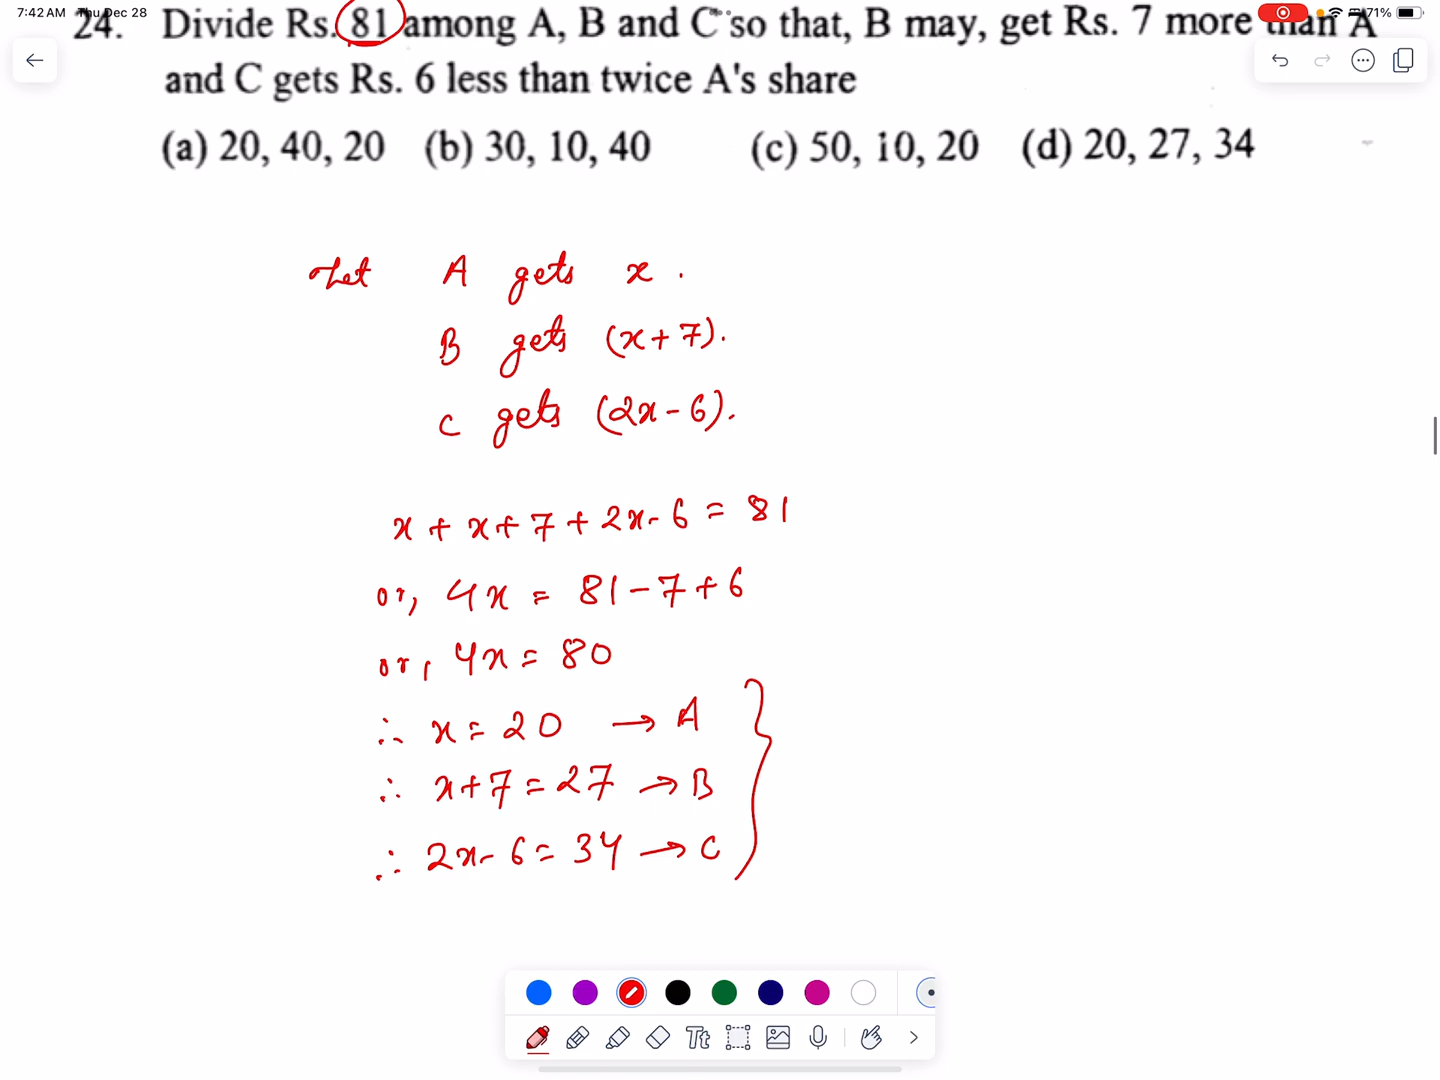 7:42 AM Thu Dec 28
71%
24. Divide Rs. 81 among A, B and C so that, B may, get Rs. 7 more than A
and C gets Rs. 6 less than twice A's share
(a) 20, 40, 20 (b) 30, 10, 40 (c) 50, 10, 20 (d) 20, 27, 34
Let A gets x.
B gets (x+7).
C gets (2x-6).
x + x + 7 + 2x - 6 = 81
or, 4x = 81 - 7 + 6
or, 4x = 80
∴ x = 20 → A
∴ x+7 = 27 → B
∴ 2x-6 = 34 → C
Tt